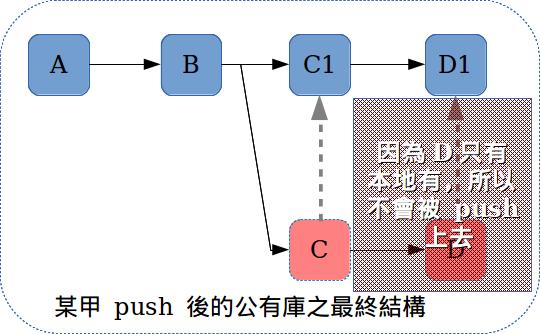 A B C1 D1
因為 D 只有
本地有，所以
不會被 push
上去
C D
某甲 push 後的公有庫之最終結構